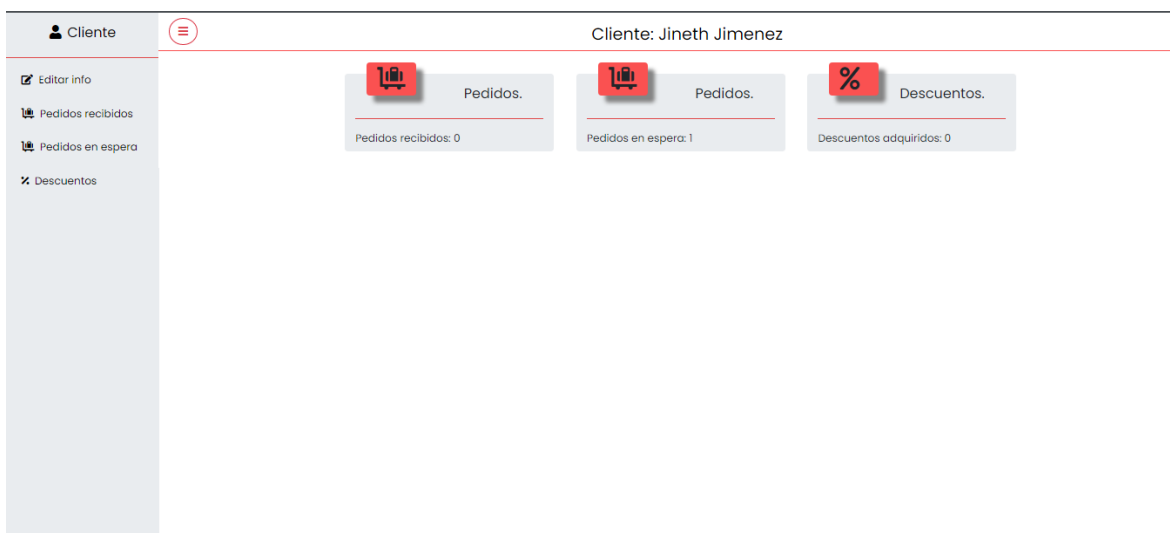 Cliente
Cliente: Jineth Jimenez
Editar info
Pedidos recibidos
Pedidos en espera
Descuentos
Pedidos.
Pedidos recibidos: 0
Pedidos.
Pedidos en espera: 1
%
Descuentos.
Descuentos adquiridos: 0